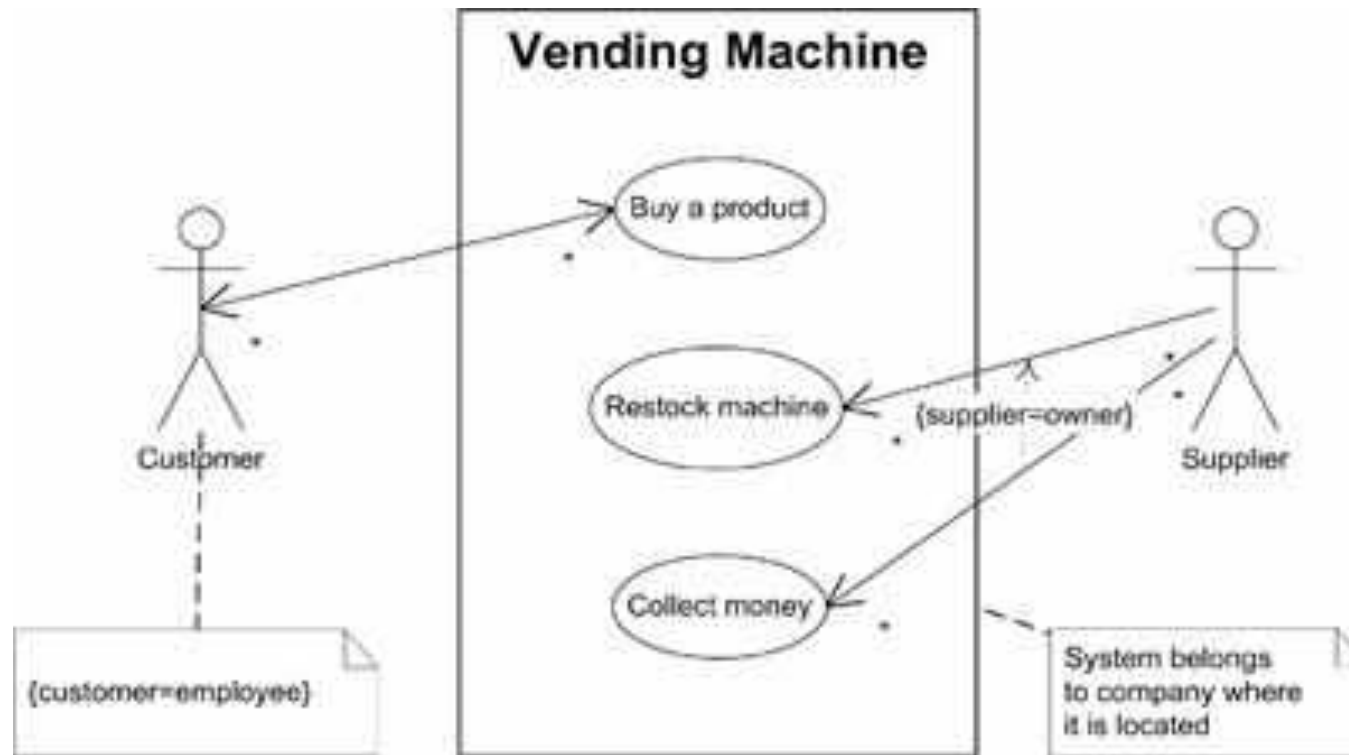 Vending Machine
Buy a product
*
*
Restock machine
*
*
*
{supplier=owner}
Customer
Supplier
Collect money
*
{customer=employee}
System belongs
to company where
it is located